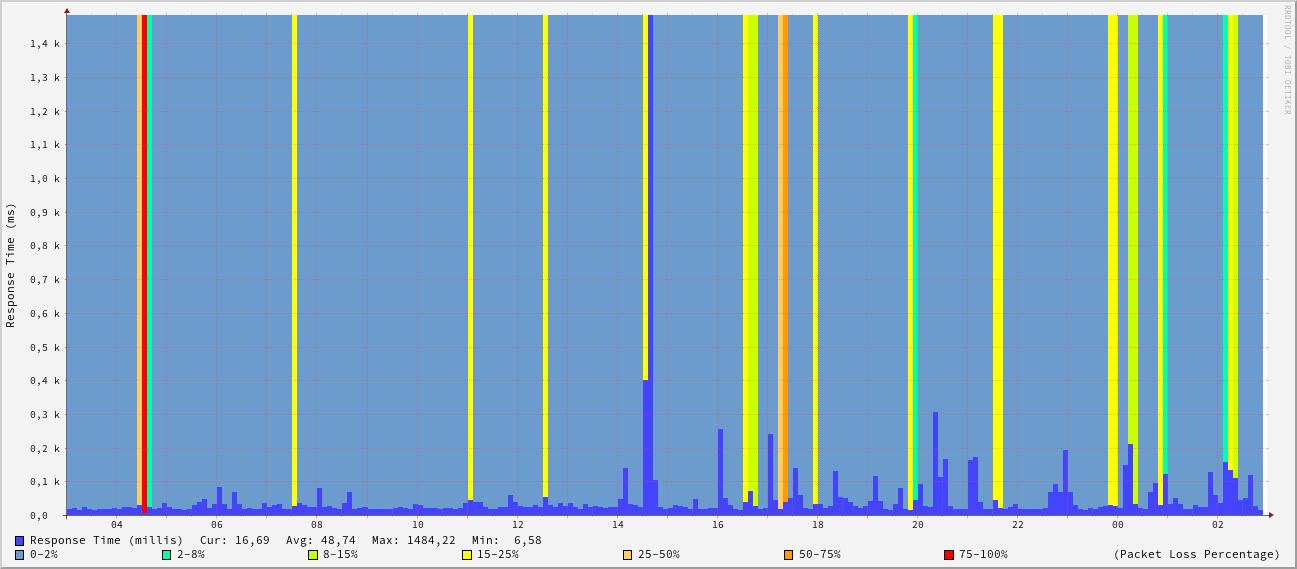 RRDTOOL / TOBI OETIKER
Response Time (ms)
1,4 k
1,3 k
1,2 k
1,1 k
1,0 k
0,9 k
0,8 k
0,7 k
0,6 k
0,5 k
0,4 k
0,3 k
0,2 k
0,1 k
0,0
04 06 08 10 12 14 16 18 20 22 00 02
Response Time (millis) Cur: 16,69 Avg: 48,74 Max: 1484,22 Min: 6,58
0-2% 2-8% 8-15% 15-25% 25-50% 50-75% 75-100% (Packet Loss Percentage)